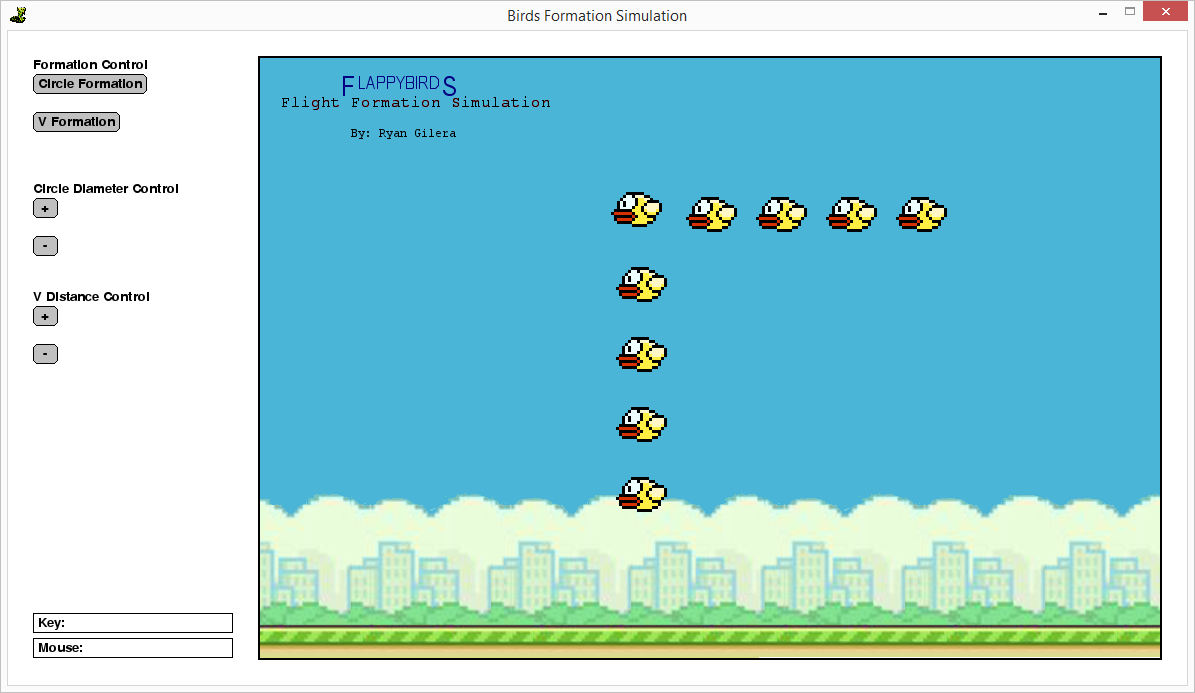 Birds Formation Simulation
Formation Control
Circle Formation
V Formation
Circle Diameter Control
+
-
V Distance Control
+
-
Key:
Mouse:
FLAPPYBIRDS
Flight Formation Simulation
By: Ryan Gilera